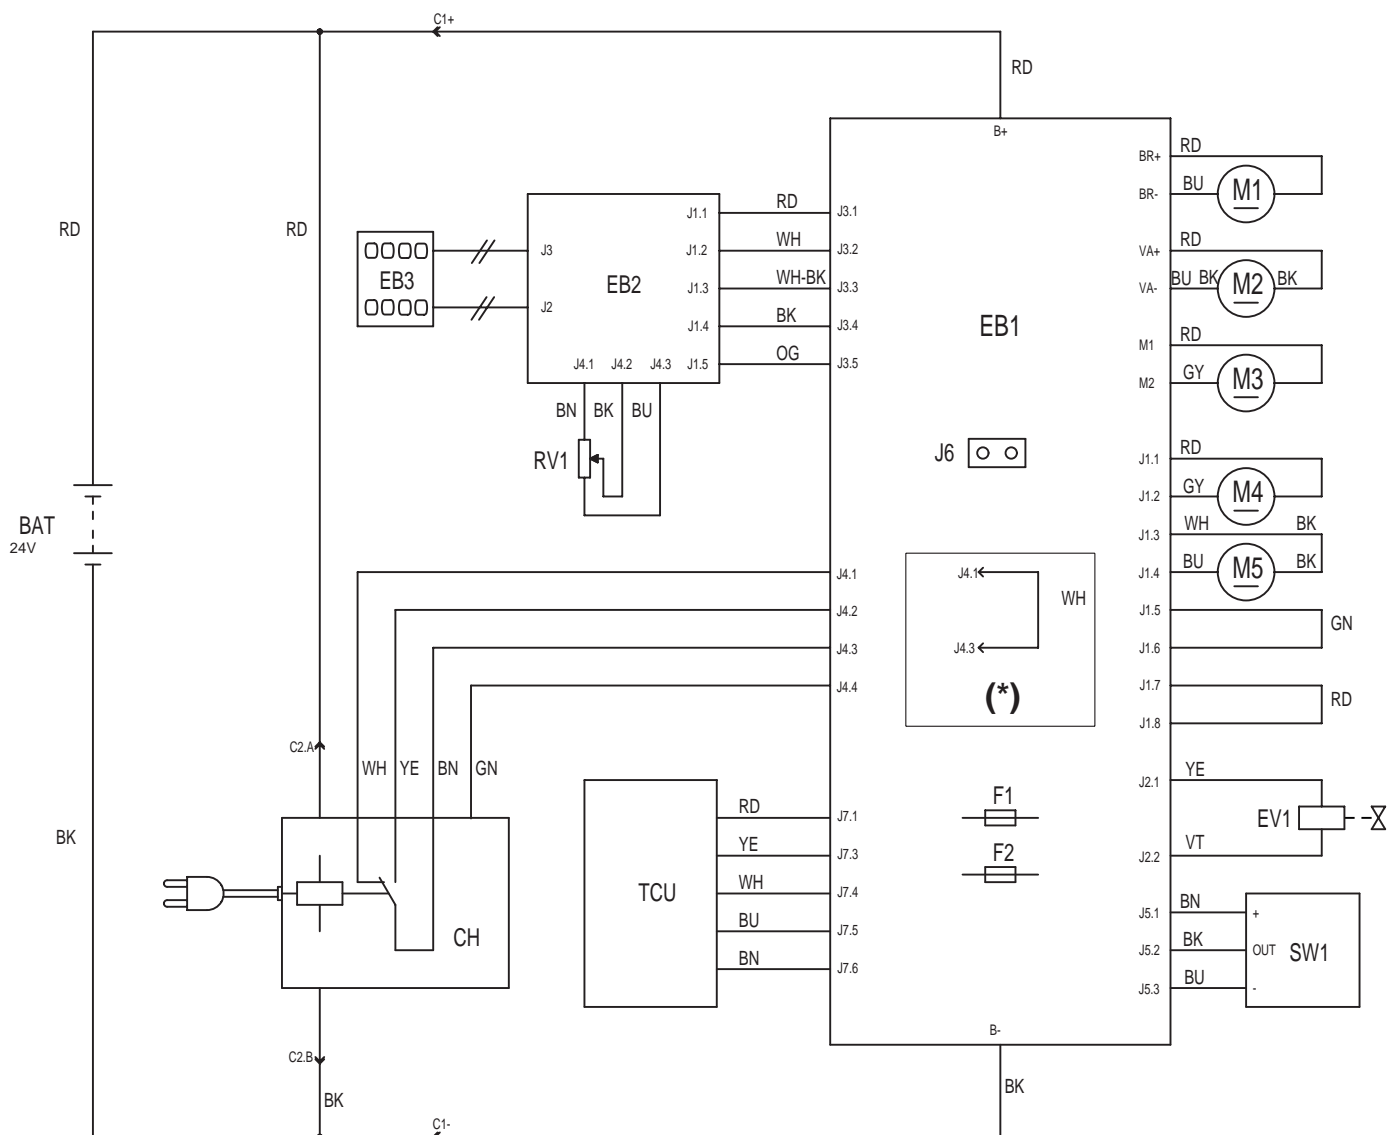 C1+
RD
B+
BR+
RD
BR-
BU
M1
RD
RD
J1.1
RD
J3.1
J3
J1.2
WH
J3.2
VA+
RD
EB3
EB2
J1.3
WH-BK
J3.3
VA-
BU
BK
M2
BK
J2
J1.4
BK
J3.4
EB1
M1
RD
J4.1
J4.2
J4.3
J1.5
OG
J3.5
M2
GY
M3
BN
BK
BU
RV1
J6
J1.1
RD
J1.2
GY
M4
BAT
24V
J1.3
WH
BK
J4.1
J4.1
J1.4
BU
M5
BK
J4.2
WH
J1.5
GN
J4.3
J4.3
J1.6
J4.4
(*)
J1.7
RD
J1.8
C2.A
WH
YE
BN
GN
J2.1
YE
RD
J7.1
F1
EV1
BK
YE
J7.3
F2
J2.2
VT
TCU
WH
J7.4
J5.1
BN
+
CH
BU
J7.5
J5.2
BK
OUT
SW1
BN
J7.6
J5.3
BU
-
B-
C2.B
BK
BK
C1-